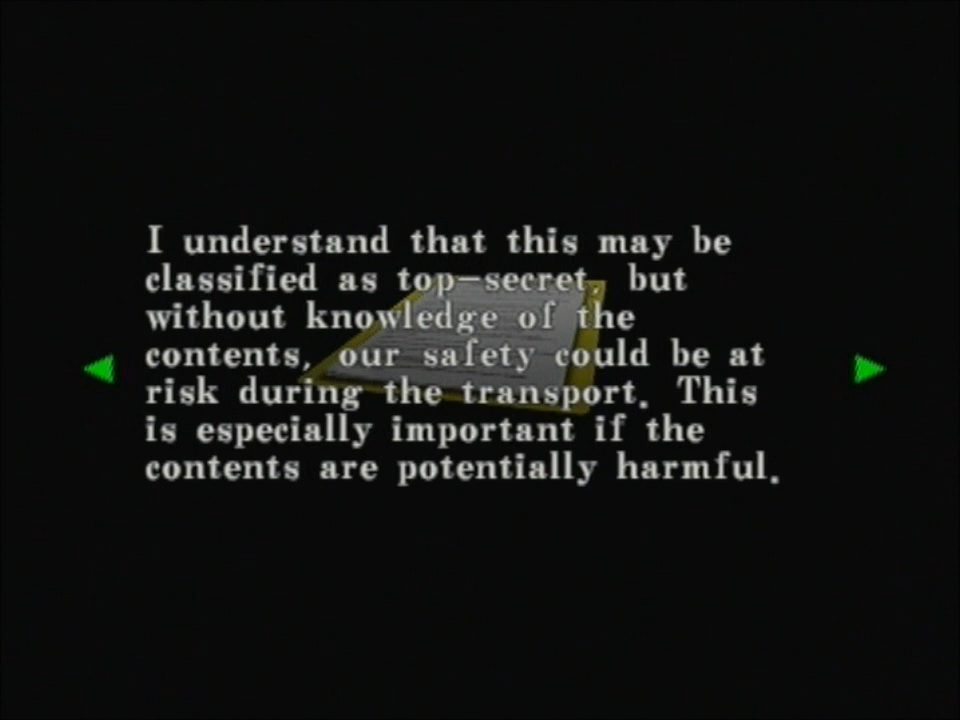 I understand that this may be
classified as top-secret, but
without knowledge of the
contents, our safety could be at
risk during the transport. This
is especially important if the
contents are potentially harmful.